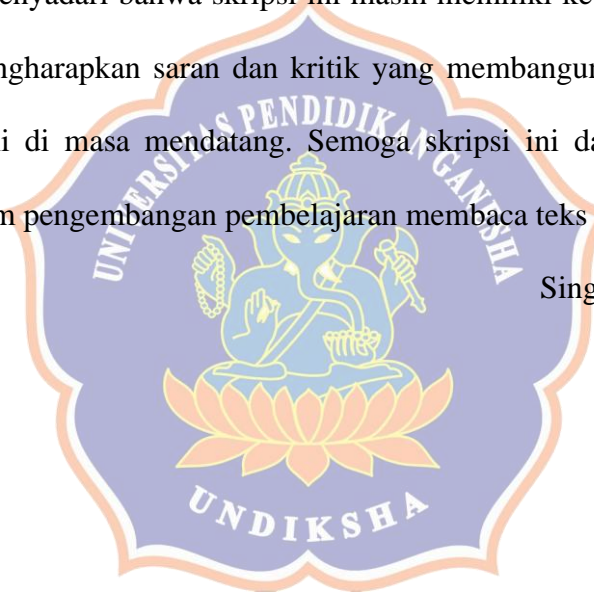 enyadari bahwa skripsi ini masih memiliki ke
ngharapkan saran dan kritik yang membangun
i di masa mendatang. Semoga skripsi ini da
m pengembangan pembelajaran membaca teks
Sing
UNIVERSITAS PENDIDIKAN GANESHA
UNDIKSHA